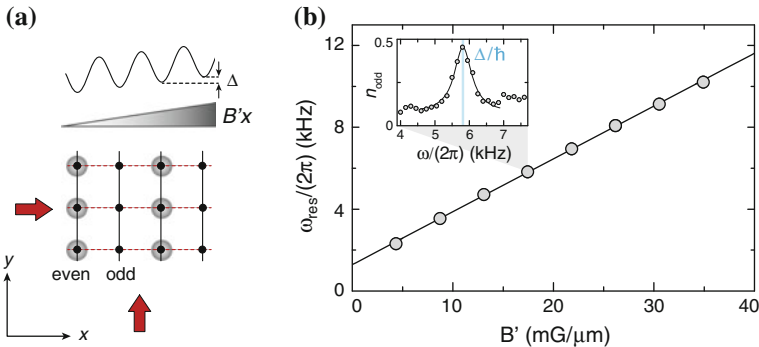 (a)
Δ
B'x
even odd
y
x
(b)
12
8
4
0
ω_res/(2π) (kHz)
0 10 20 30 40
B' (mG/μm)
0.5
0
n_odd
Δ/ħ
4 5 6 7
ω/(2π) (kHz)